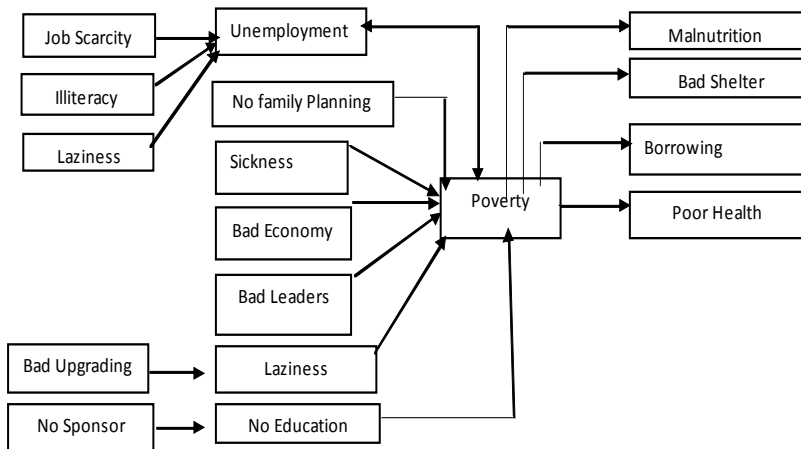 Job Scarcity
Unemployment
Malnutrition
Illiteracy
Bad Shelter
No family Planning
Laziness
Sickness
Borrowing
Poverty
Poor Health
Bad Economy
Bad Leaders
Bad Upgrading
Laziness
No Sponsor
No Education